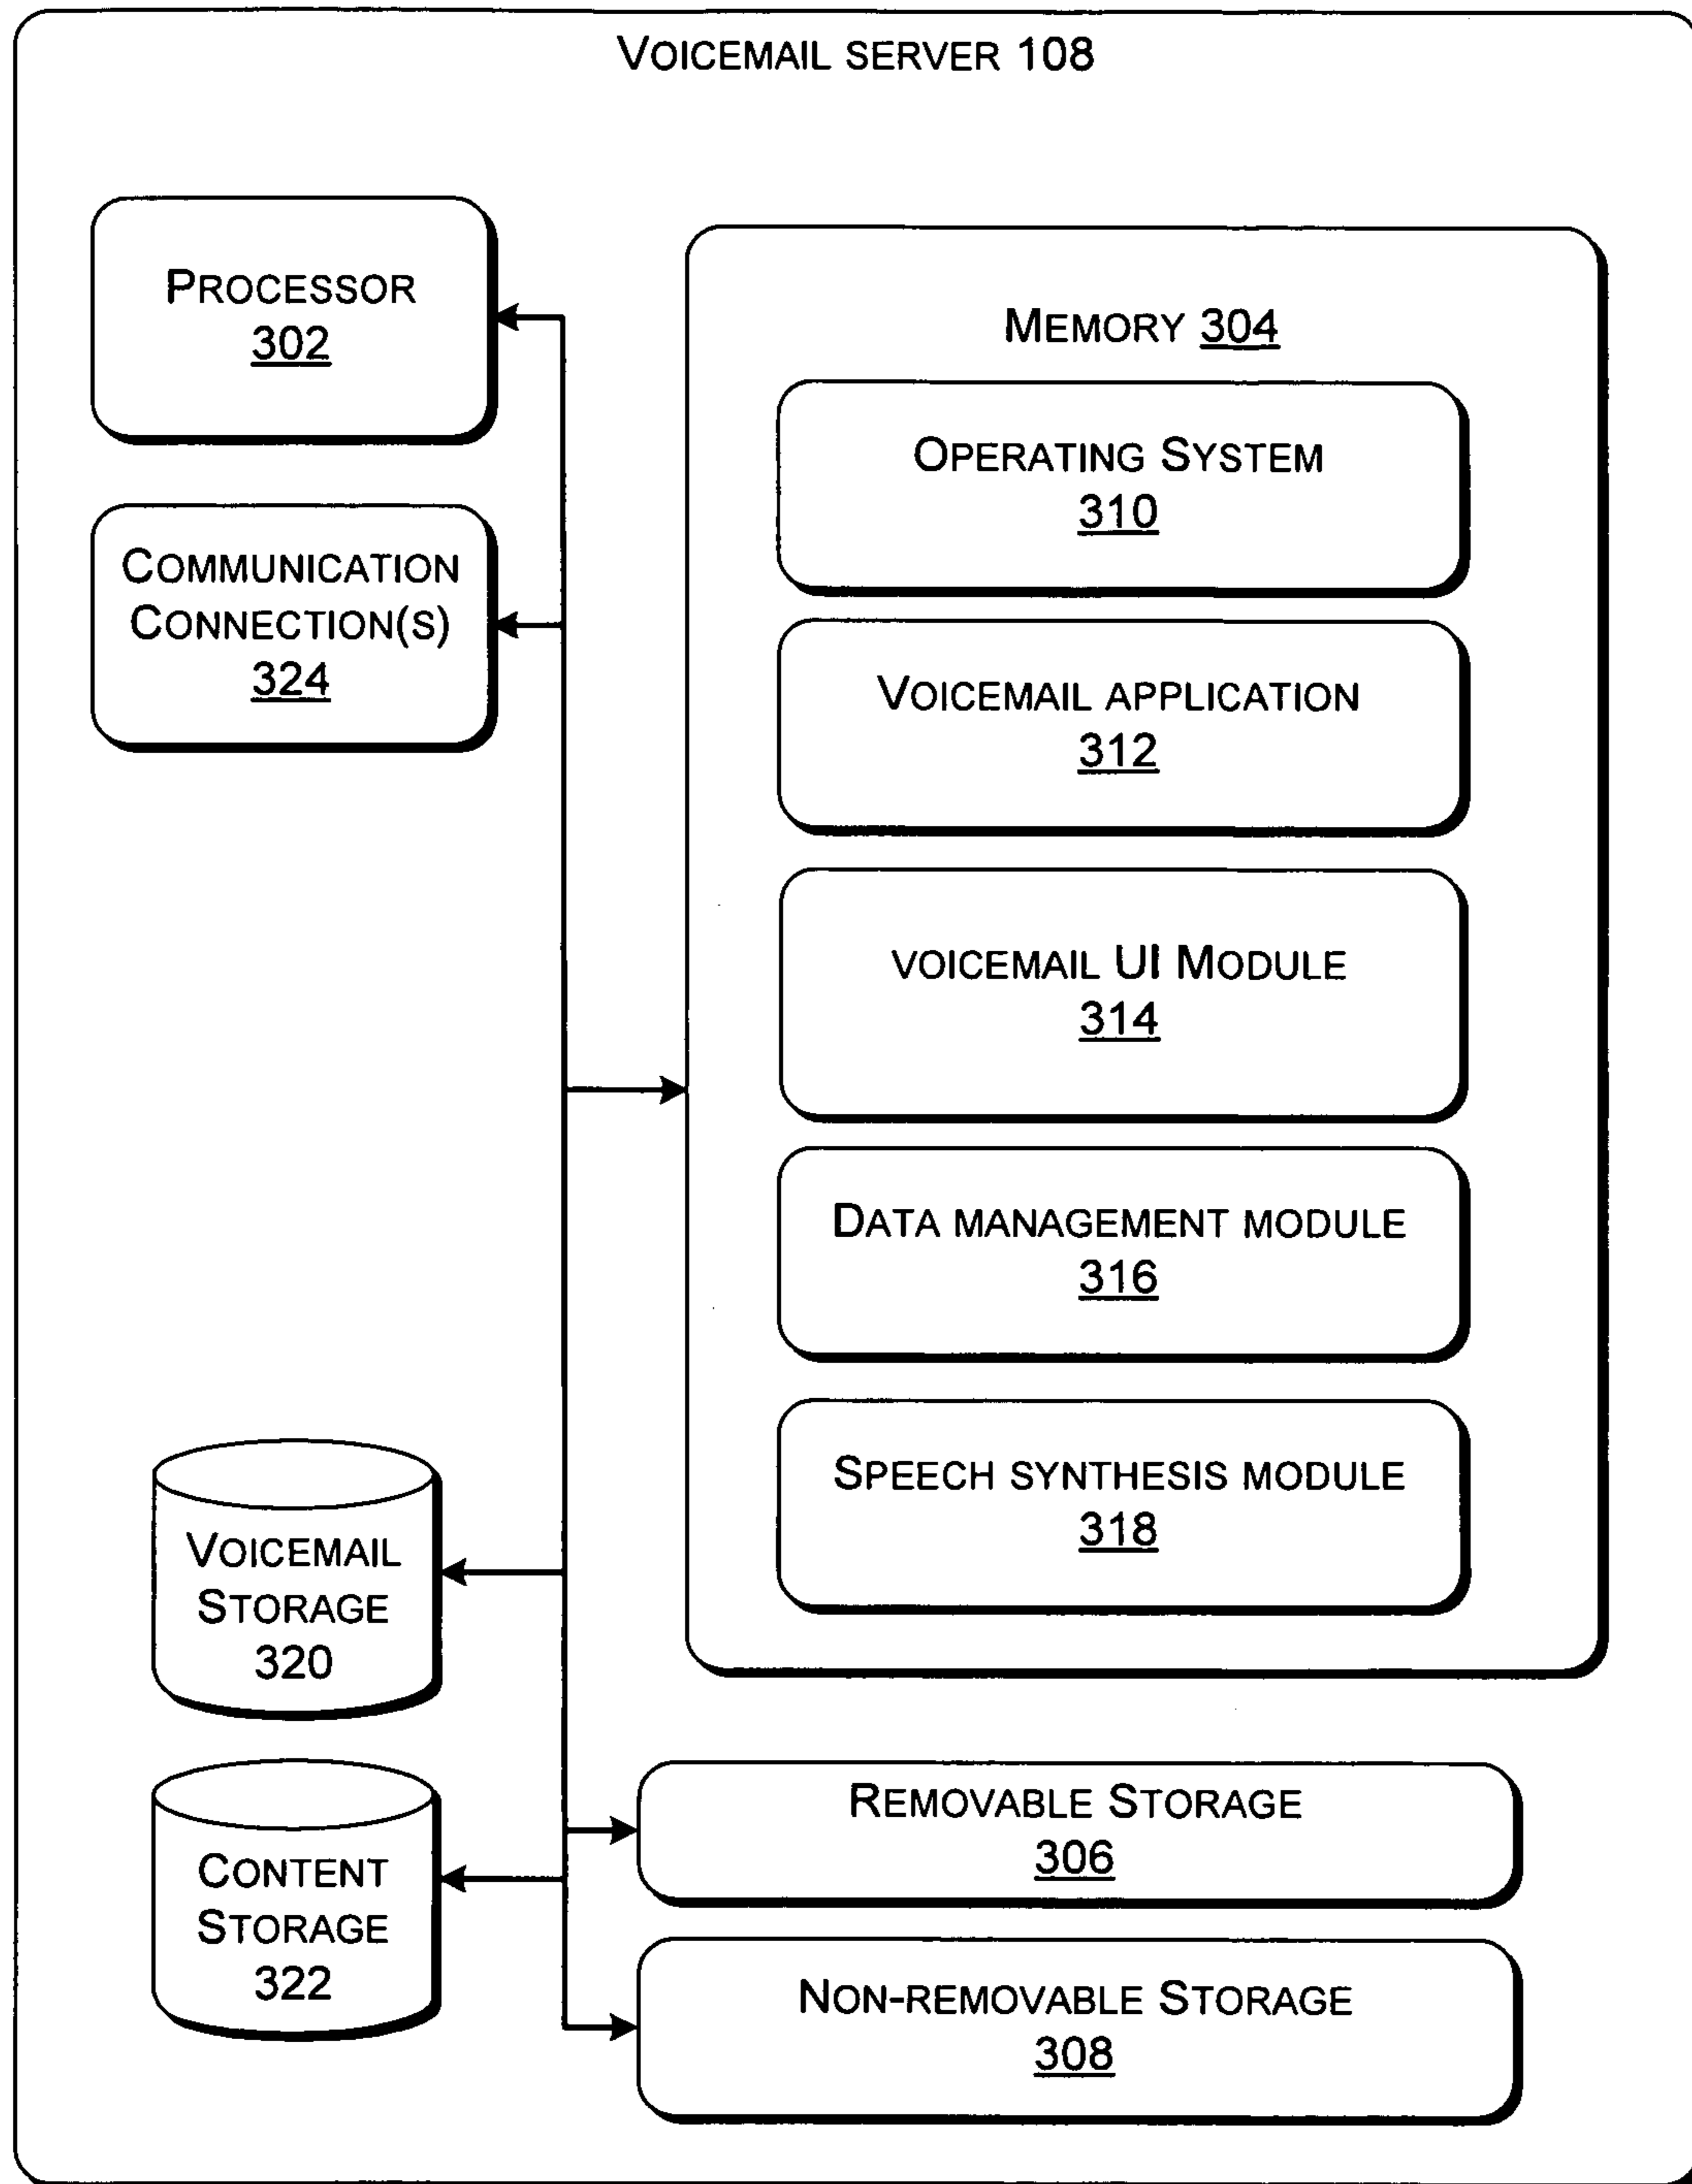 VOICEMAIL SERVER 108
PROCESSOR
302
COMMUNICATION
CONNECTION(S)
324
MEMORY 304
OPERATING SYSTEM
310
VOICEMAIL APPLICATION
312
VOICEMAIL UI MODULE
314
DATA MANAGEMENT MODULE
316
SPEECH SYNTHESIS MODULE
318
VOICEMAIL
STORAGE
320
CONTENT
STORAGE
322
REMOVABLE STORAGE
306
NON-REMOVABLE STORAGE
308